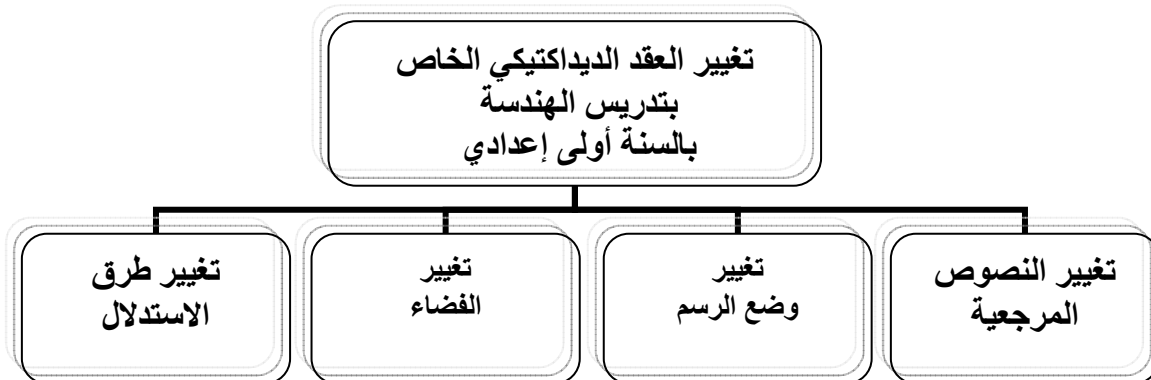 تغيير العقد الديداكتيكي الخاص
بتدريس الهندسة
بالسنة أولى إعدادي
تغيير النصوص
المرجعية
تغيير
وضع الرسم
تغيير
الفضاء
تغيير طرق
الاستدلال